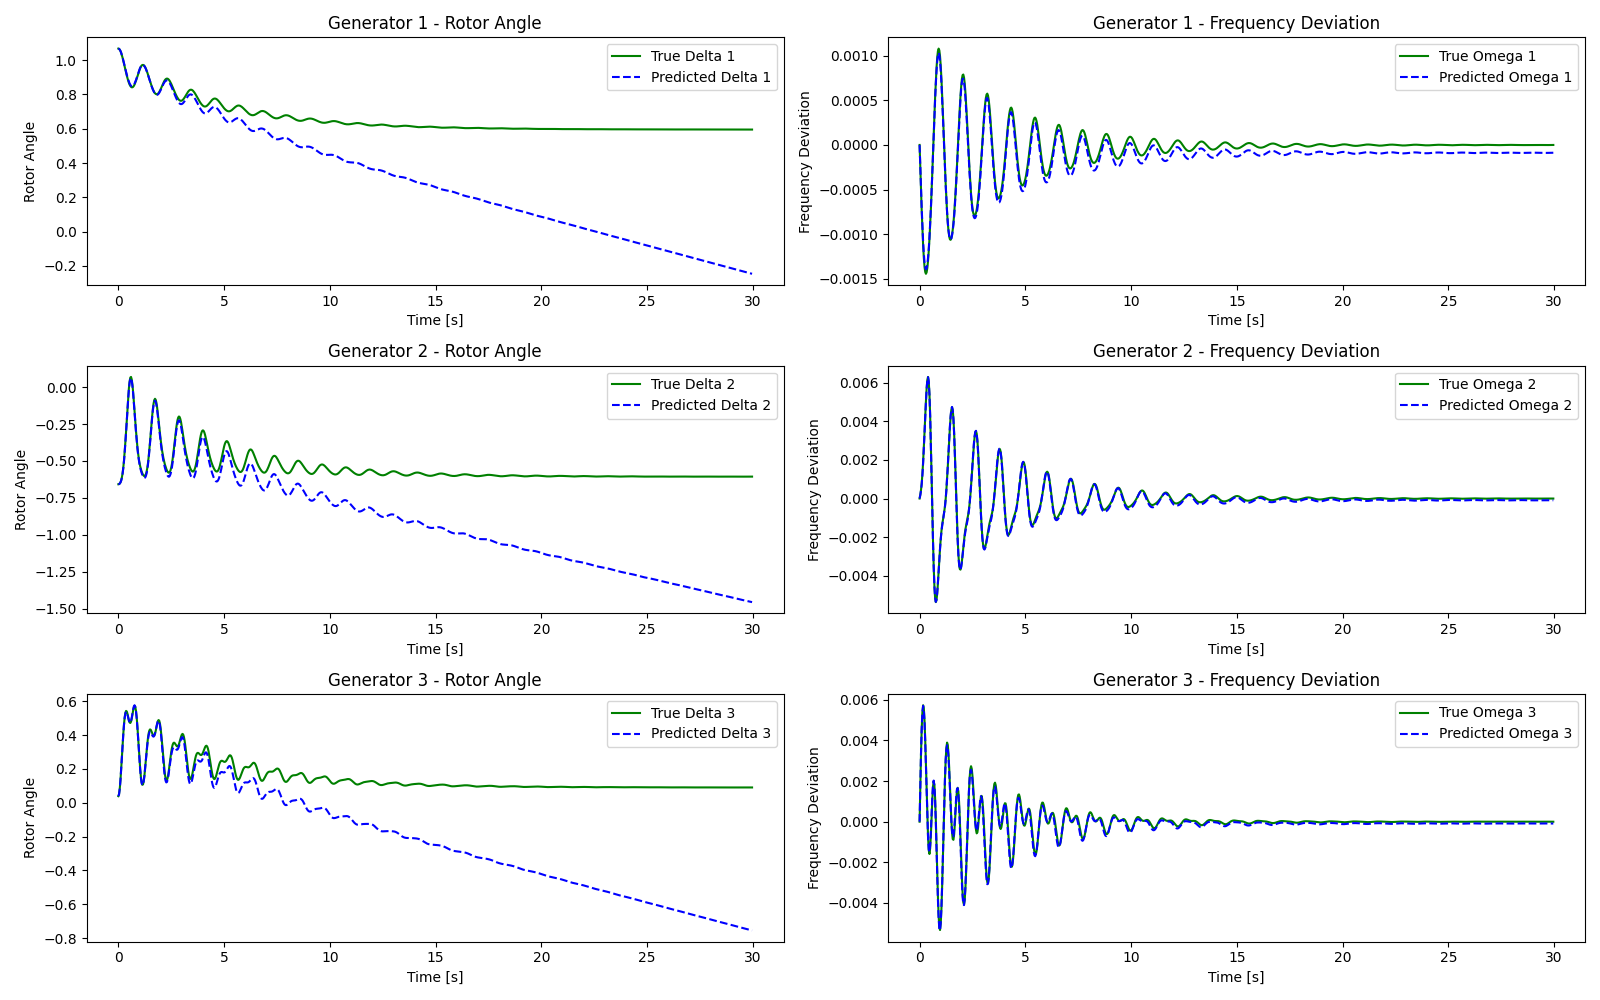 Generator 1 - Rotor Angle
True Delta 1
Predicted Delta 1
Rotor Angle
1.0
0.8
0.6
0.4
0.2
0.0
−0.2
0 5 10 15 20 25 30
Time [s]
Generator 1 - Frequency Deviation
True Omega 1
Predicted Omega 1
Frequency Deviation
0.0010
0.0005
0.0000
−0.0005
−0.0010
−0.0015
0 5 10 15 20 25 30
Time [s]
Generator 2 - Rotor Angle
True Delta 2
Predicted Delta 2
Rotor Angle
0.00
−0.25
−0.50
−0.75
−1.00
−1.25
−1.50
0 5 10 15 20 25 30
Time [s]
Generator 2 - Frequency Deviation
True Omega 2
Predicted Omega 2
Frequency Deviation
0.006
0.004
0.002
0.000
−0.002
−0.004
0 5 10 15 20 25 30
Time [s]
Generator 3 - Rotor Angle
True Delta 3
Predicted Delta 3
Rotor Angle
0.6
0.4
0.2
0.0
−0.2
−0.4
−0.6
−0.8
0 5 10 15 20 25 30
Time [s]
Generator 3 - Frequency Deviation
True Omega 3
Predicted Omega 3
Frequency Deviation
0.006
0.004
0.002
0.000
−0.002
−0.004
0 5 10 15 20 25 30
Time [s]